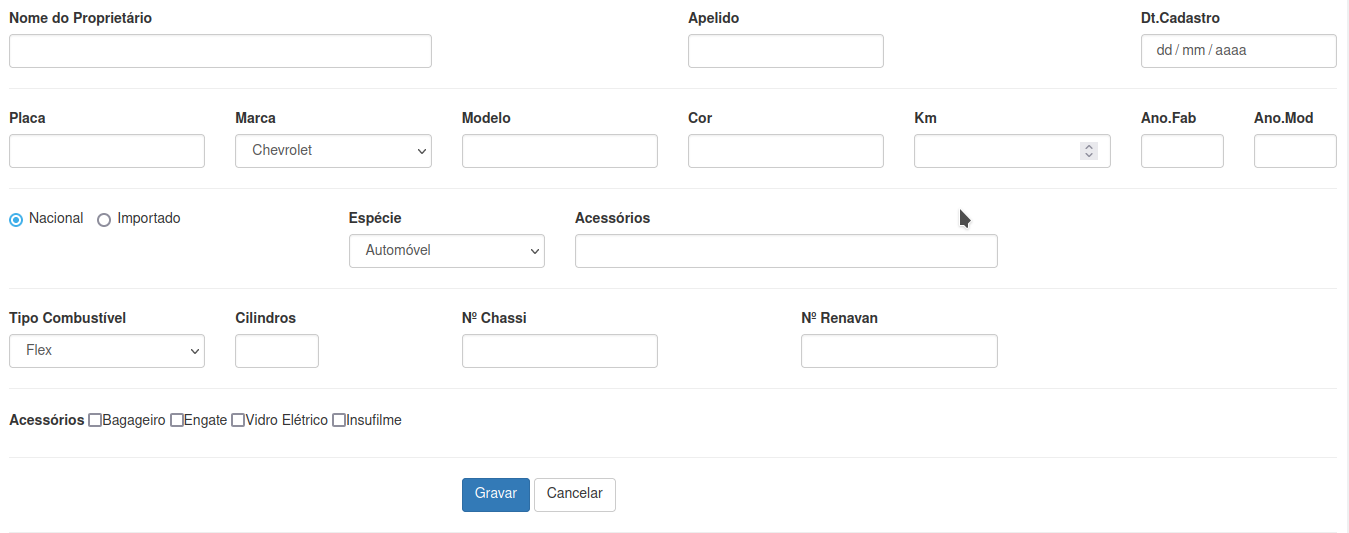 Nome do Proprietário Apelido Dt.Cadastro
dd / mm / aaaa
Placa Marca Modelo Cor Km Ano.Fab Ano.Mod
Chevrolet
Nacional Importado Espécie Acessórios
Automóvel
Tipo Combustível Cilindros Nº Chassi Nº Renavan
Flex
Acessórios Bagageiro Engate Vidro Elétrico Insufilme
Gravar Cancelar